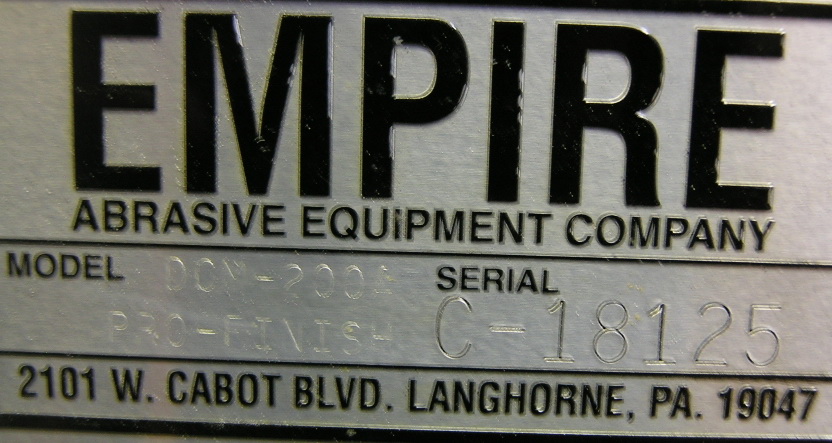 EMPIRE
ABRASIVE EQUIPMENT COMPANY
MODEL SERIAL
PRO-FINISH C-18125
2101 W. CABOT BLVD. LANGHORNE, PA. 19047